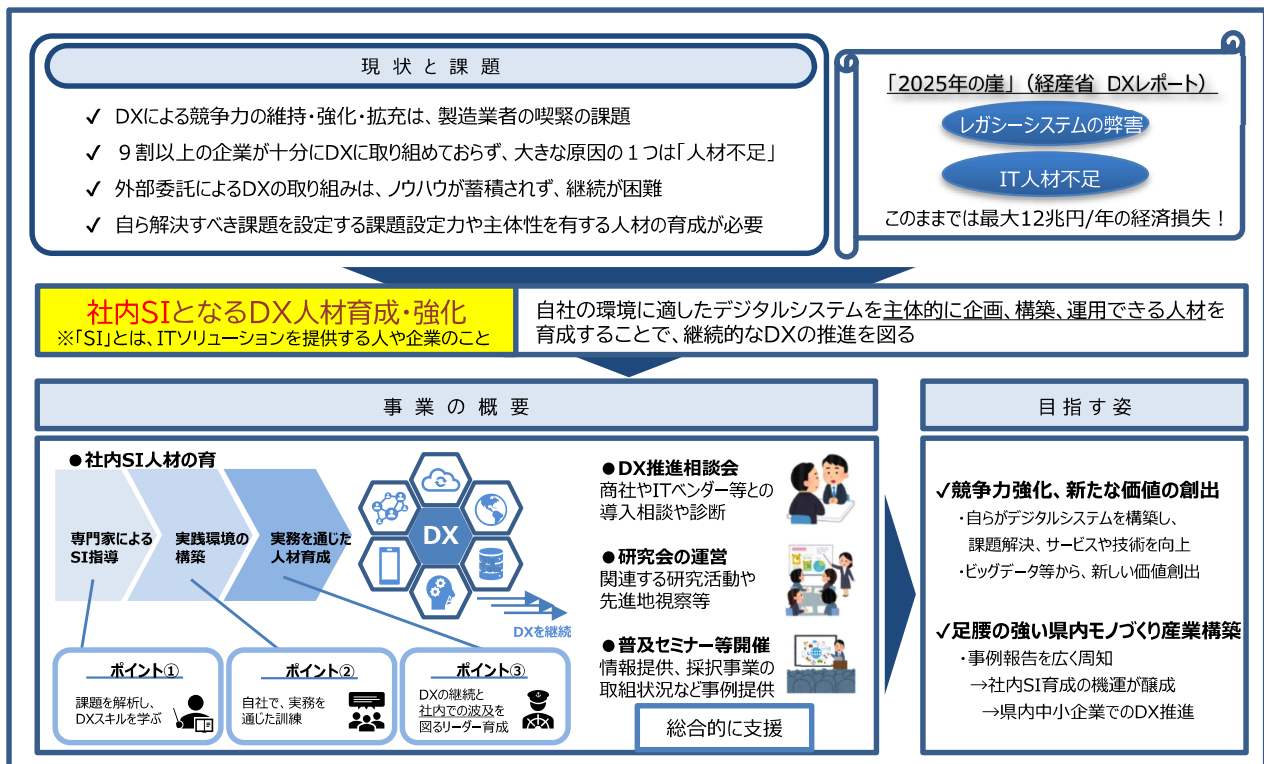 現状と課題
✓ DXによる競争力の維持・強化・拡充は、製造業者の喫緊の課題
✓ 9割以上の企業が十分にDXに取り組めておらず、大きな原因の1つは「人材不足」
✓ 外部委託によるDXの取り組みは、ノウハウが蓄積されず、継続が困難
✓ 自ら解決すべき課題を設定する課題設定力や主体性を有する人材の育成が必要
「2025年の崖」（経産省 DXレポート）
レガシーシステムの弊害
IT人材不足
このままでは最大12兆円/年の経済損失！
社内SIとなるDX人材育成・強化
※「SI」とは、ITソリューションを提供する人や企業のこと
自社の環境に適したデジタルシステムを主体的に企画、構築、運用できる人材を
育成することで、継続的なDXの推進を図る
事業の概要
●社内SI人材の育
専門家による
SI指導
実践環境の
構築
実務を通じた
人材育成
DX
DXを継続
ポイント①
課題を解析し、
DXスキルを学ぶ
ポイント②
自社で、実務を
通じた訓練
ポイント③
DXの継続と
社内での波及を
図るリーダー育成
●DX推進相談会
商社やITベンダー等との
導入相談や診断
●研究会の運営
関連する研究活動や
先進地視察等
●普及セミナー等開催
情報提供、採択事業の
取組状況など事例提供
総合的に支援
目指す姿
✓競争力強化、新たな価値の創出
・自らがデジタルシステムを構築し、
課題解決、サービスや技術を向上
・ビッグデータ等から、新しい価値創出
✓足腰の強い県内モノづくり産業構築
・事例報告を広く周知
→社内SI育成の機運が醸成
→県内中小企業でのDX推進